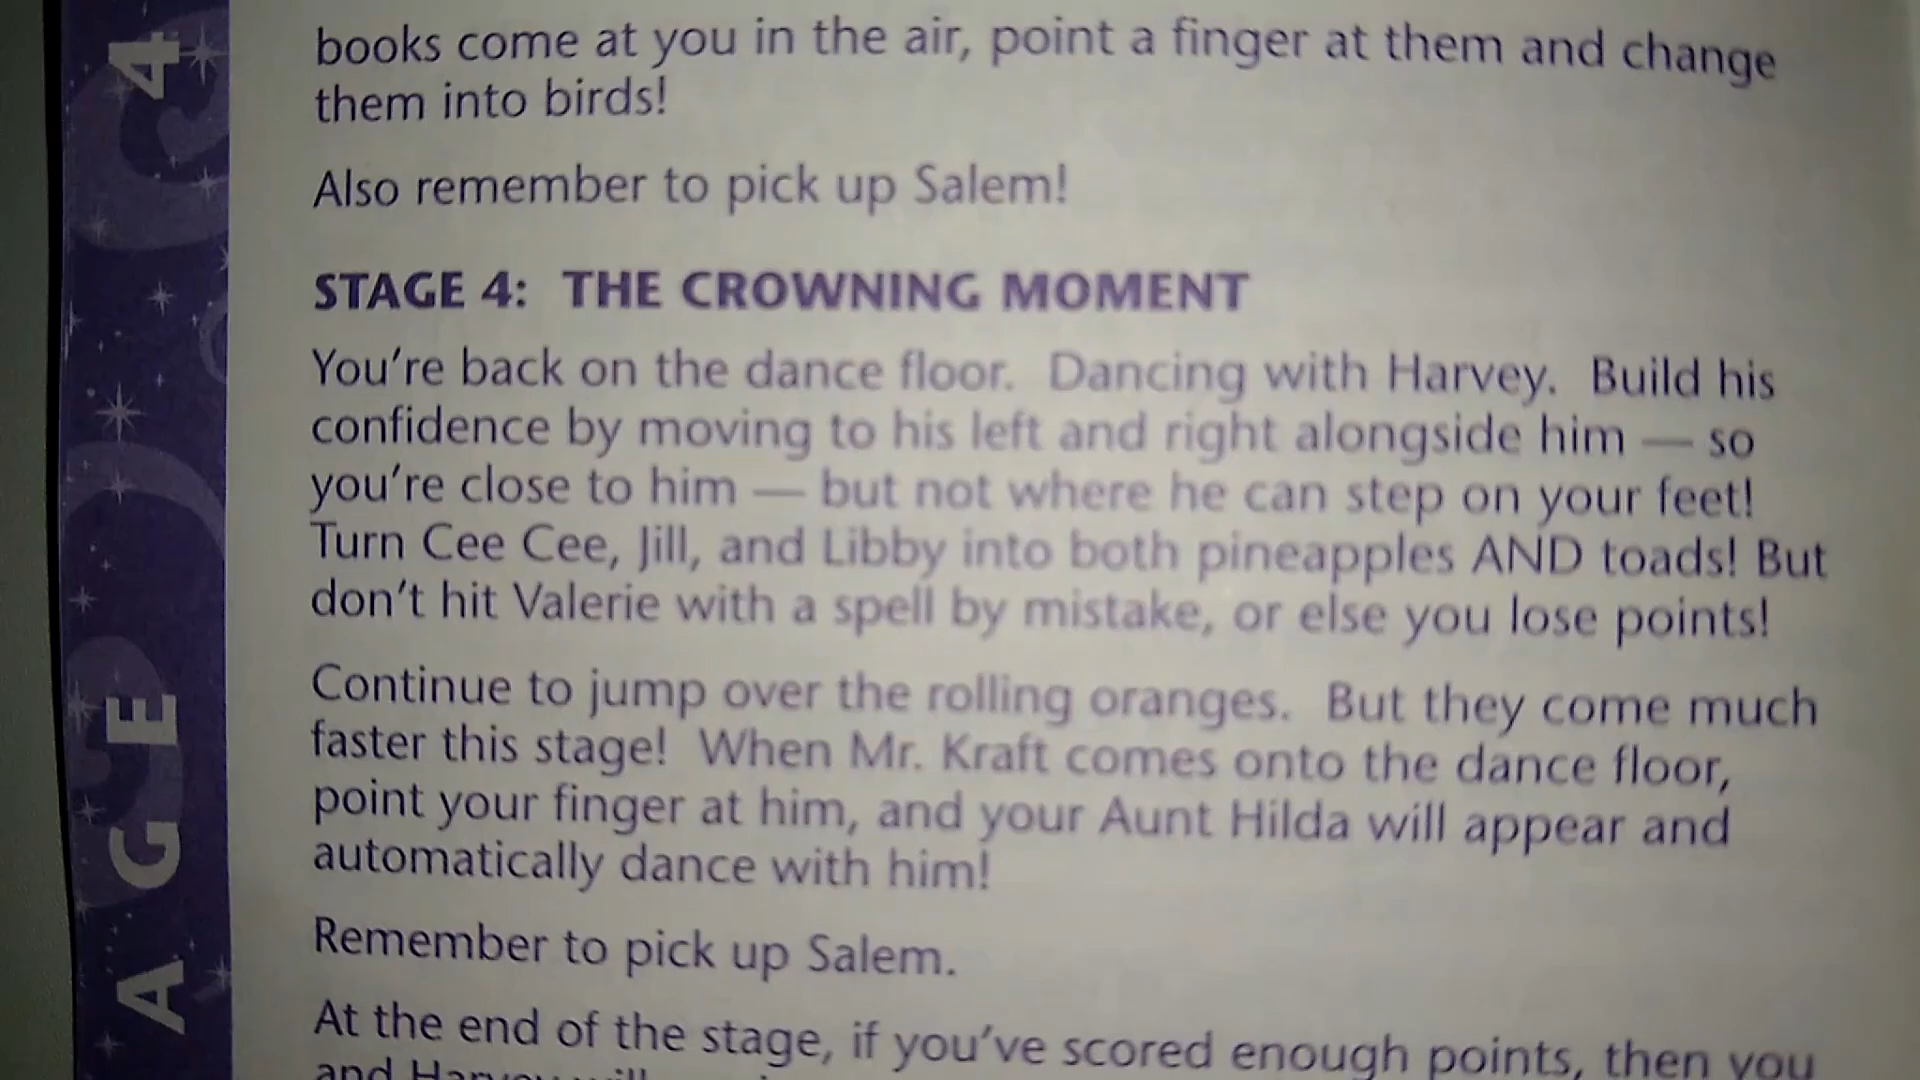 books come at you in the air, point a finger at them and change
them into birds!
Also remember to pick up Salem!
STAGE 4: THE CROWNING MOMENT
You're back on the dance floor. Dancing with Harvey. Build his
confidence by moving to his left and right alongside him — so
you're close to him — but not where he can step on your feet!
Turn Cee Cee, Jill, and Libby into both pineapples AND toads! But
don't hit Valerie with a spell by mistake, or else you lose points!
Continue to jump over the rolling oranges. But they come much
faster this stage! When Mr. Kraft comes onto the dance floor,
point your finger at him, and your Aunt Hilda will appear and
automatically dance with him!
Remember to pick up Salem.
At the end of the stage, if you've scored enough points, then you
and Harvey will
AGE 4